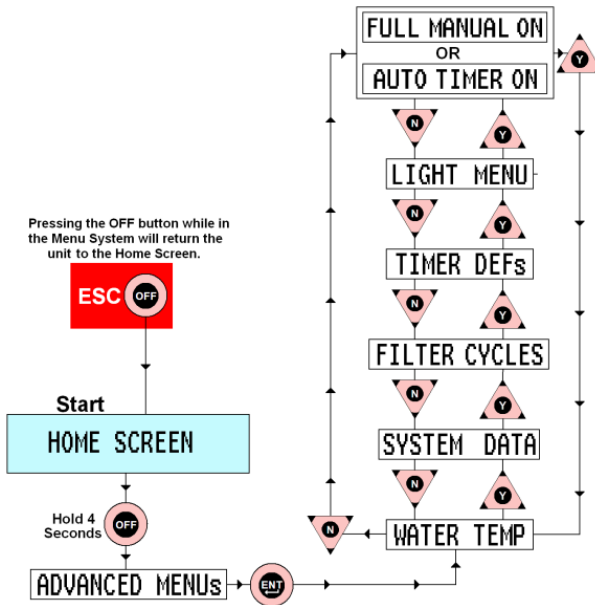 FULL MANUAL ON
OR
AUTO TIMER ON
Y
N
Y
LIGHT MENU
N
Y
TIMER DEFs
N
Y
FILTER CYCLES
N
Y
SYSTEM DATA
N
Y
N
WATER TEMP
Pressing the OFF button while in
the Menu System will return the
unit to the Home Screen.
ESC OFF
Start
HOME SCREEN
Hold 4
Seconds
OFF
ADVANCED MENUs
ENT